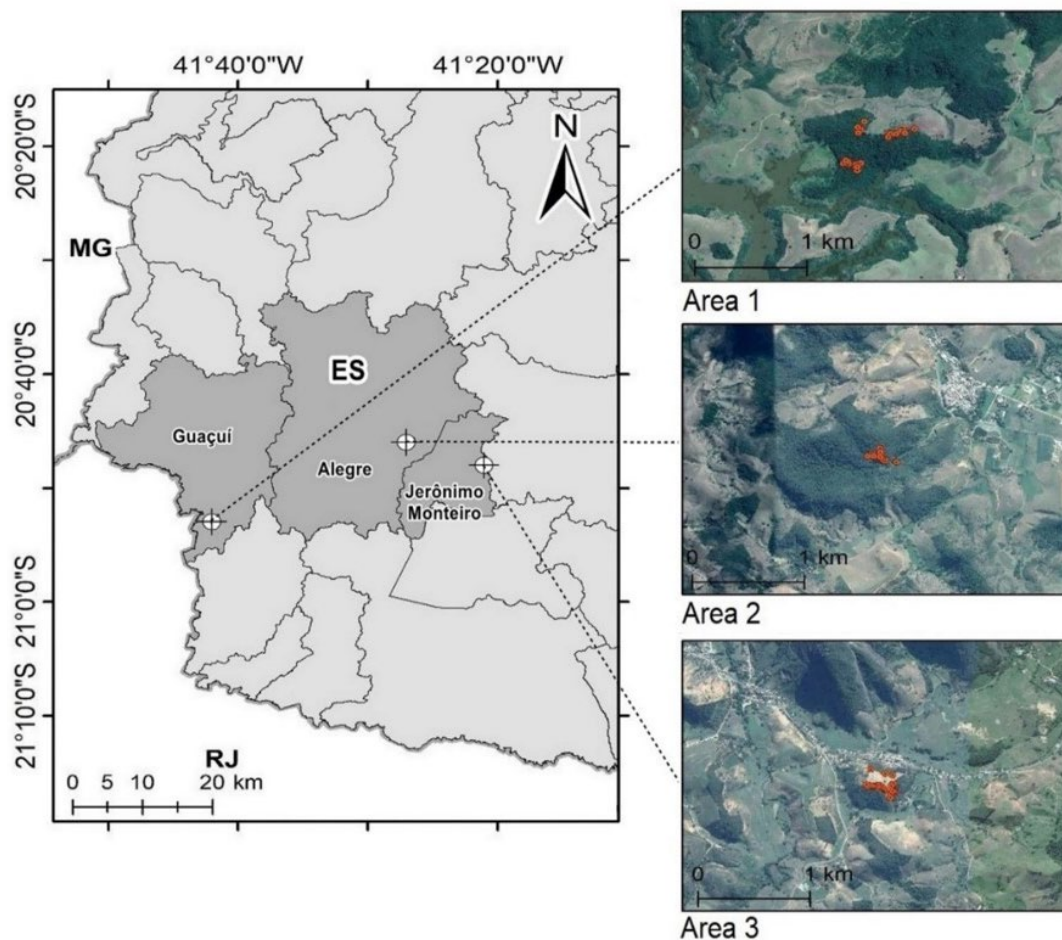 41°40'0"W
41°20'0"W
20°20'0"S
20°40'0"S
21°0'0"S
21°10'0"S
N
MG
ES
Guaçuí
Alegre
Jerônimo
Monteiro
RJ
0 5 10 20 km
0 1 km
Area 1
0 1 km
Area 2
0 1 km
Area 3